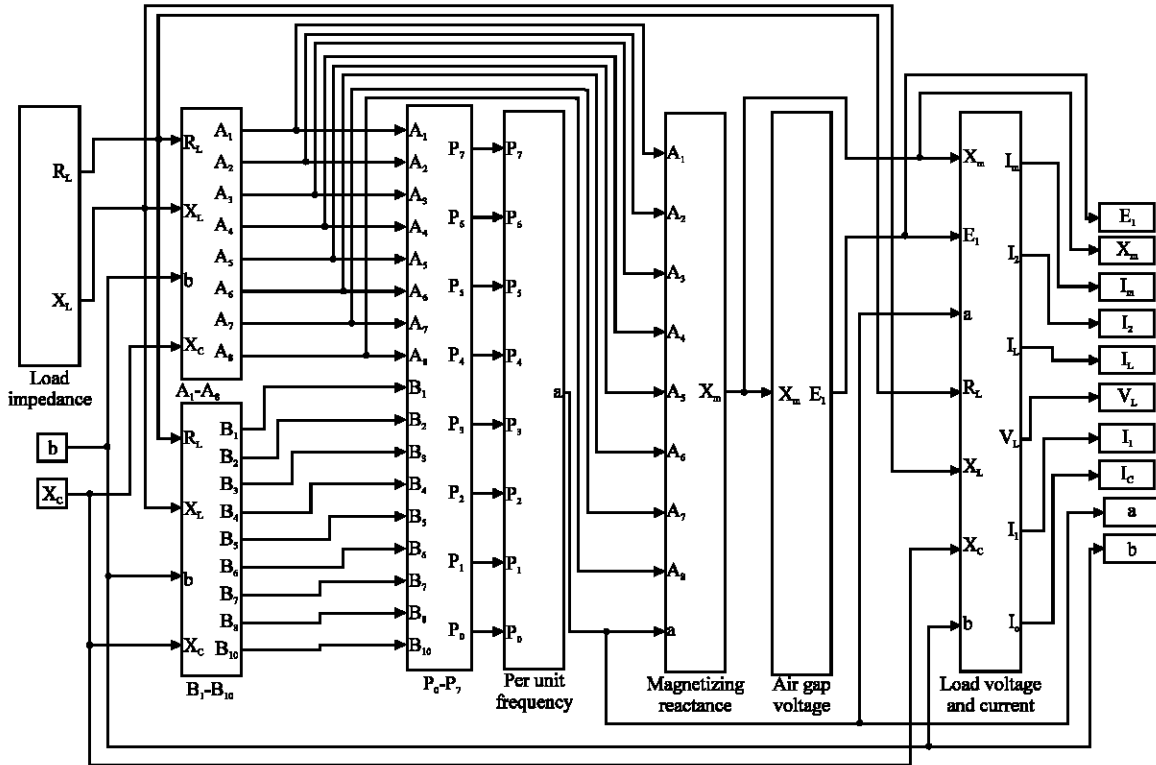 R_L
X_L
Load
impedance
b
X_C
R_L
X_L
b
X_C
A_1
A_2
A_3
A_4
A_5
A_6
A_7
A_8
A_1-A_8
R_L
X_L
b
X_C
B_1
B_2
B_3
B_4
B_5
B_6
B_7
B_8
B_10
B_1-B_10
A_1
A_2
A_3
A_4
A_5
A_6
A_7
A_8
B_1
B_2
B_3
B_4
B_5
B_6
B_7
B_8
B_10
P_7
P_6
P_5
P_4
P_3
P_2
P_1
P_0
P_0-P_7
P_7
P_6
P_5
P_4
P_3
P_2
P_1
P_0
a
Per unit
frequency
A_1
A_2
A_3
A_4
A_5
A_6
A_7
A_8
a
X_m
Magnetizing
reactance
X_m
E_1
Air gap
voltage
X_m
E_1
a
R_L
X_L
X_C
b
I_m
I_2
I_L
V_L
I_1
I_c
Load voltage
and current
E_1
X_m
I_m
I_2
I_L
V_L
I_1
I_C
a
b